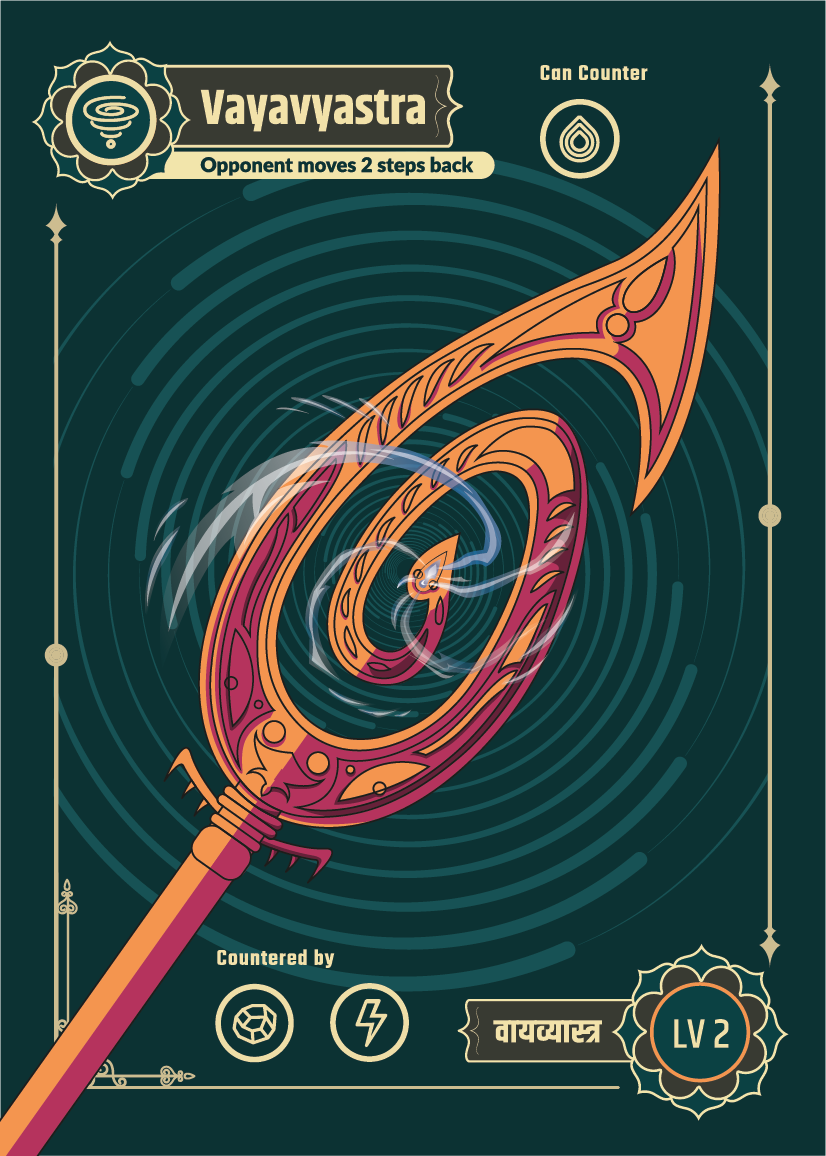 Vayavyastra
Can Counter
Opponent moves 2 steps back
Countered by
वायव्यास्त्र
LV 2